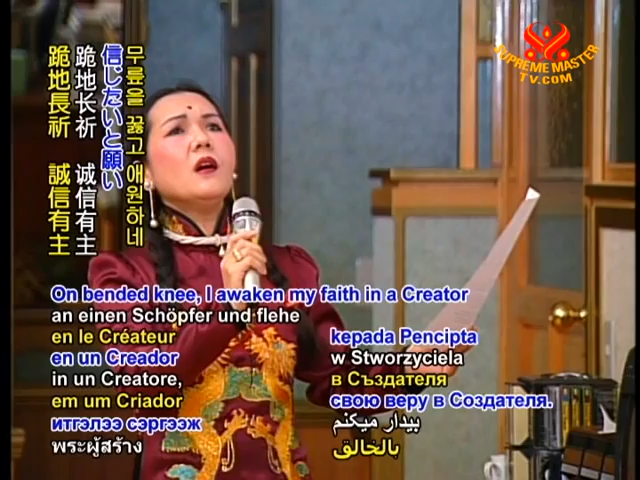 SUPREME MASTER
TV.COM
무릎을 꿇고 애원하네
信じたいと願い
跪地长祈 诚信有主
跪地長祈 誠信有主
On bended knee, I awaken my faith in a Creator
an einen Schöpfer und flehe
en le Créateur
en un Creador
in un Creatore,
em um Criador
итгэлээ сэргээж
พระผู้สร้าง
kepada Pencipta
w Stworzyciela
в Създателя
свою веру в Создателя.
بیدار میکنم
بالخالق